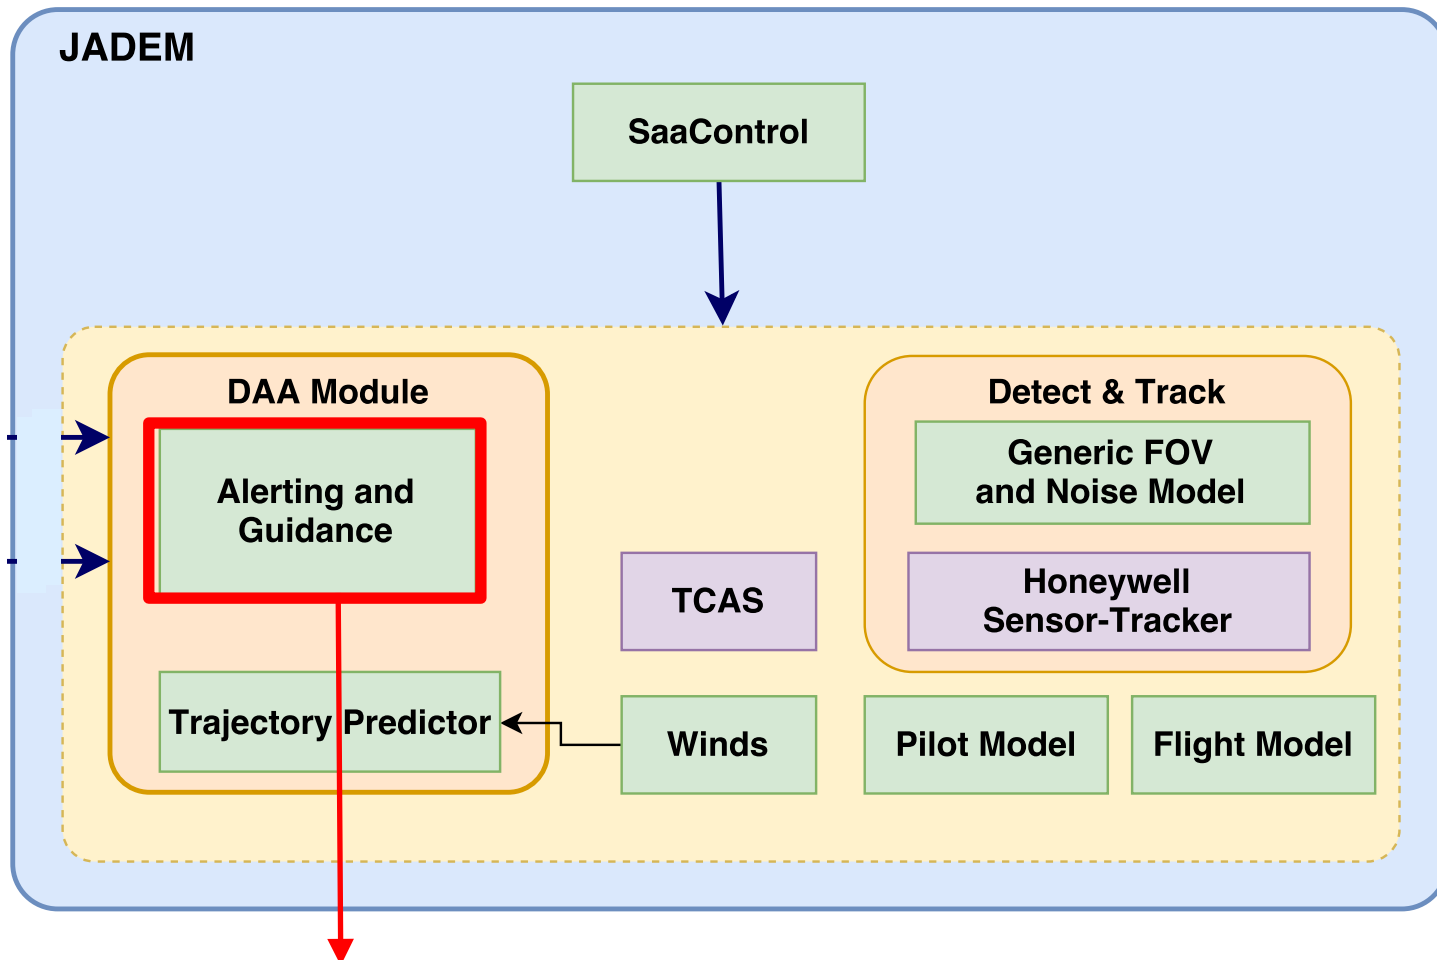 JADEM
SaaControl
DAA Module
Alerting and
Guidance
Trajectory Predictor
TCAS
Winds
Detect & Track
Generic FOV
and Noise Model
Honeywell
Sensor-Tracker
Pilot Model
Flight Model